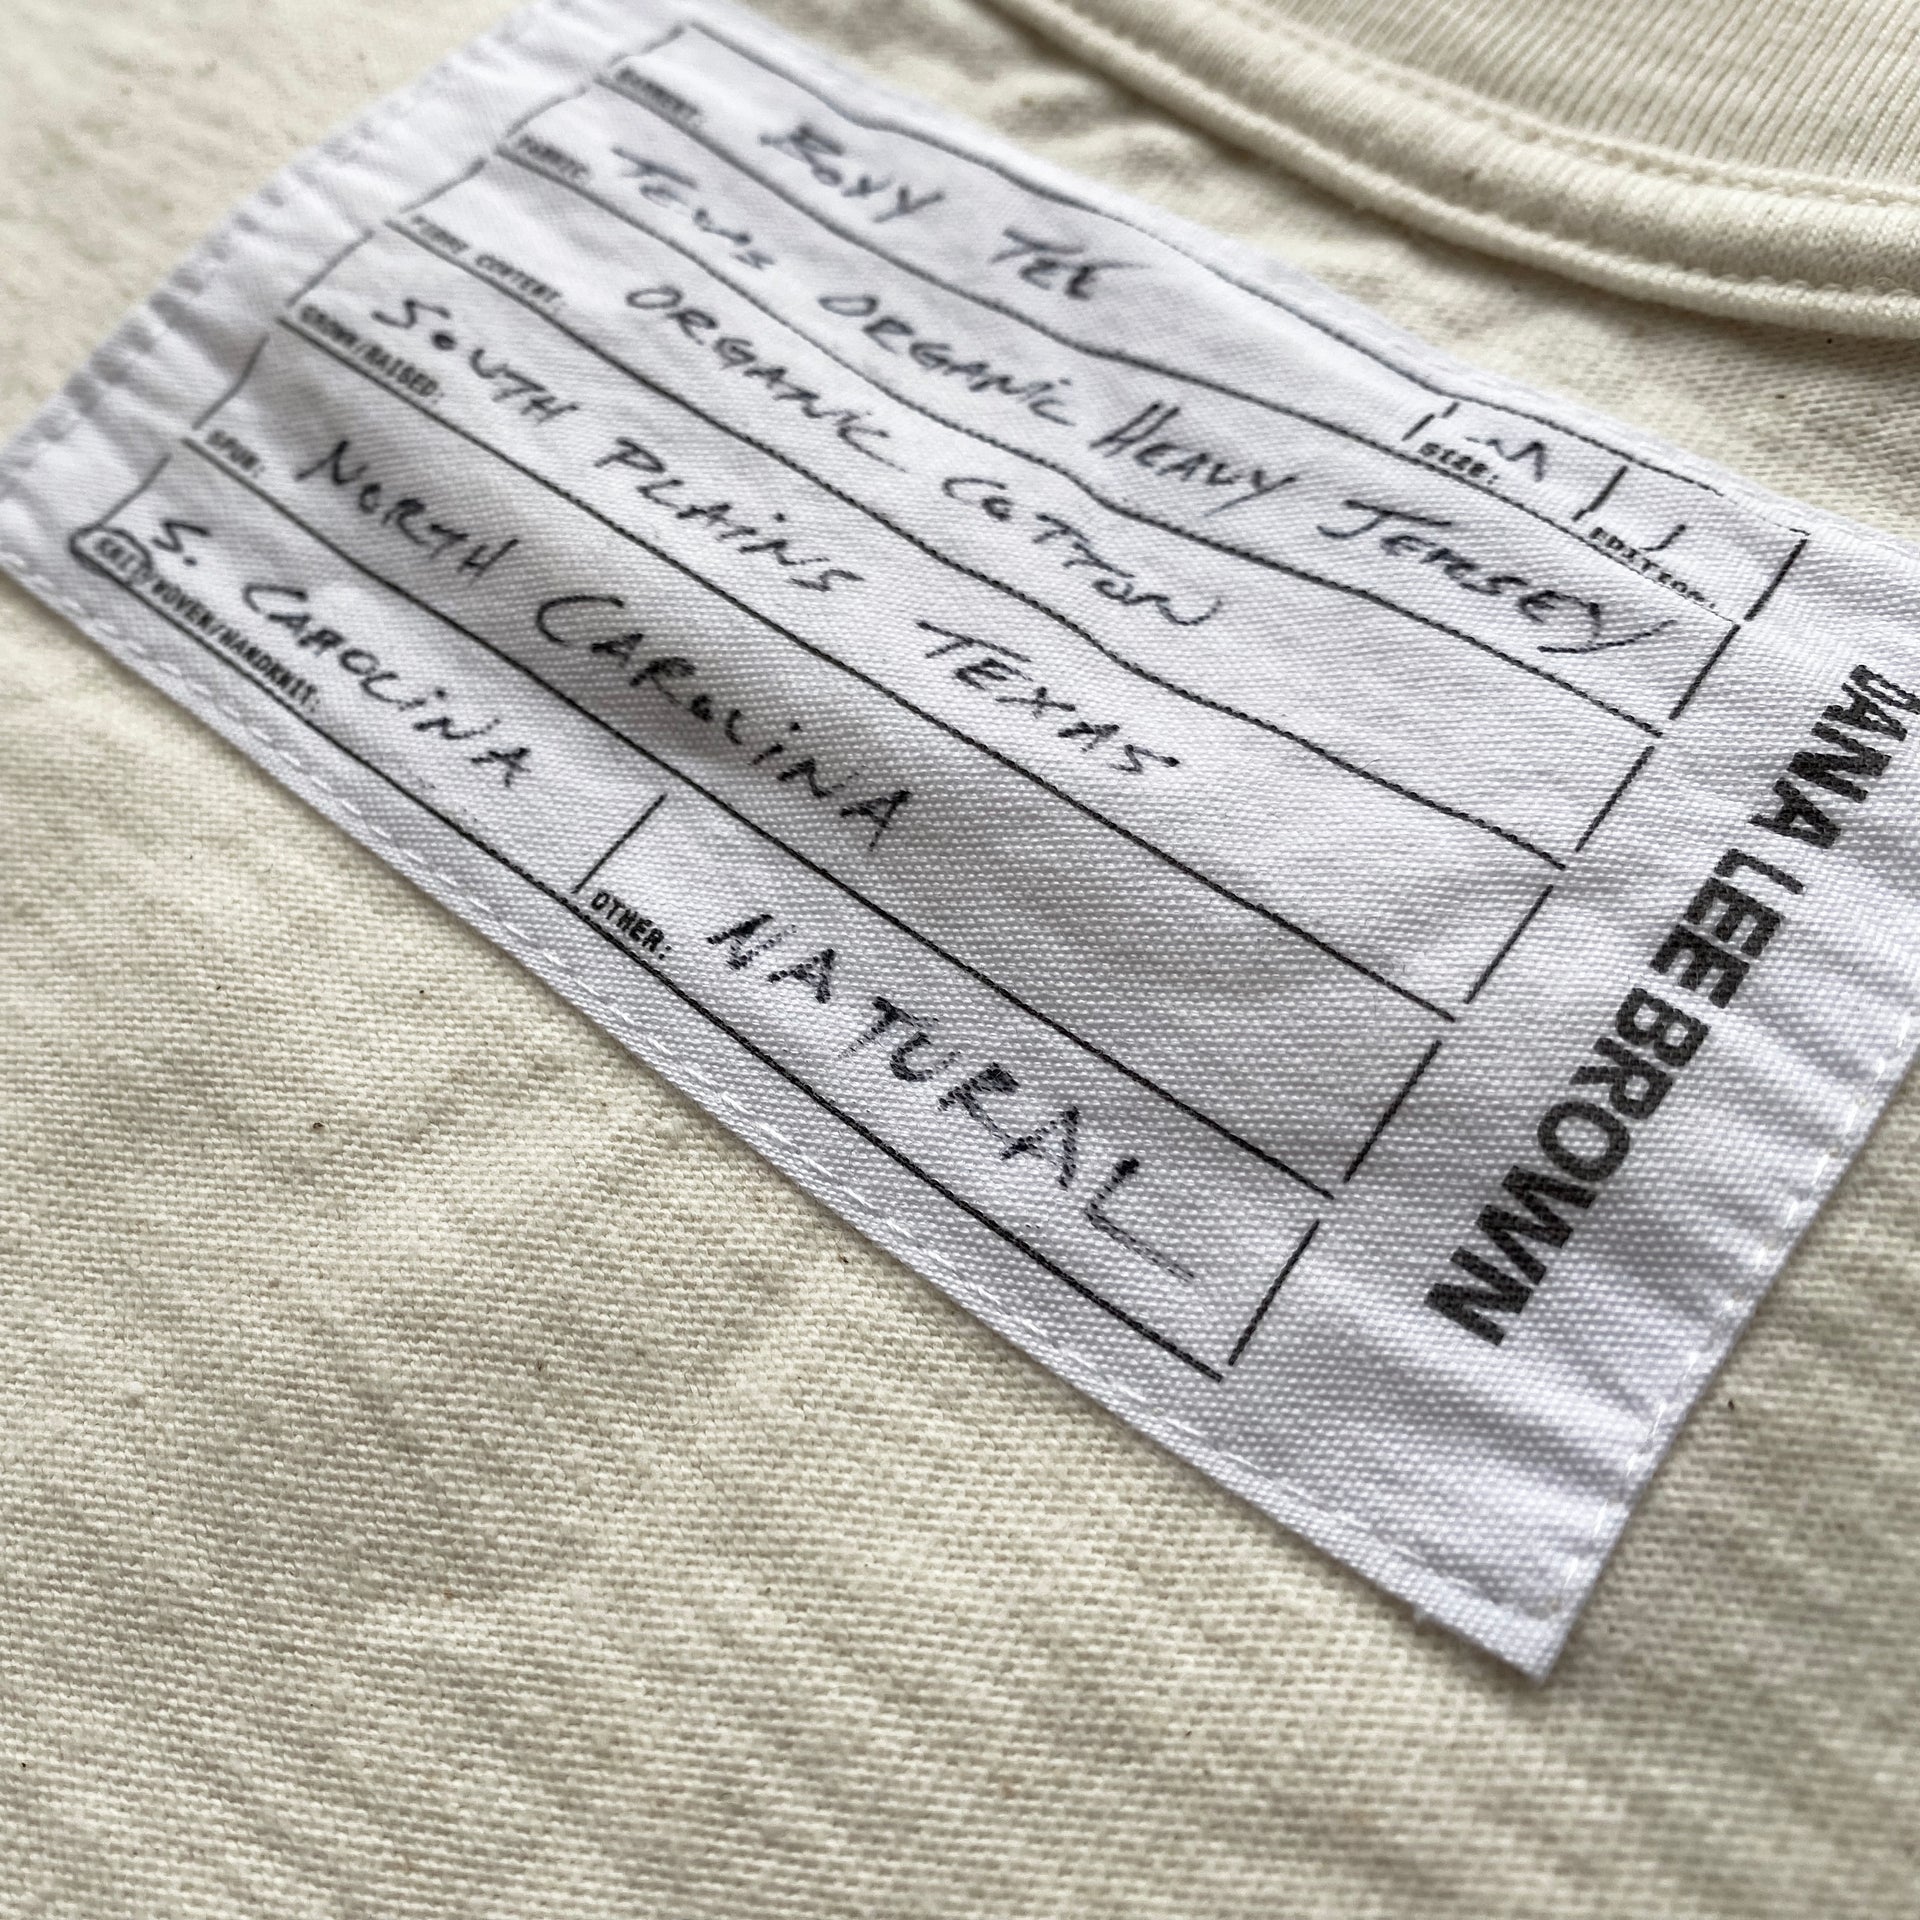 GARMENT: BOXY TEE SIZE: M EDITION: 1
FABRIC: TEXAS ORGANIC HEAVY JERSEY
FIBRE CONTENT: ORGANIC COTTON
GROWN/RAISED: SOUTH PLAINS TEXAS
SPUN: NORTH CAROLINA
KNIT/WOVEN/HANDKNIT: S. CAROLINA OTHER: NATURAL
DANA LEE BROWN